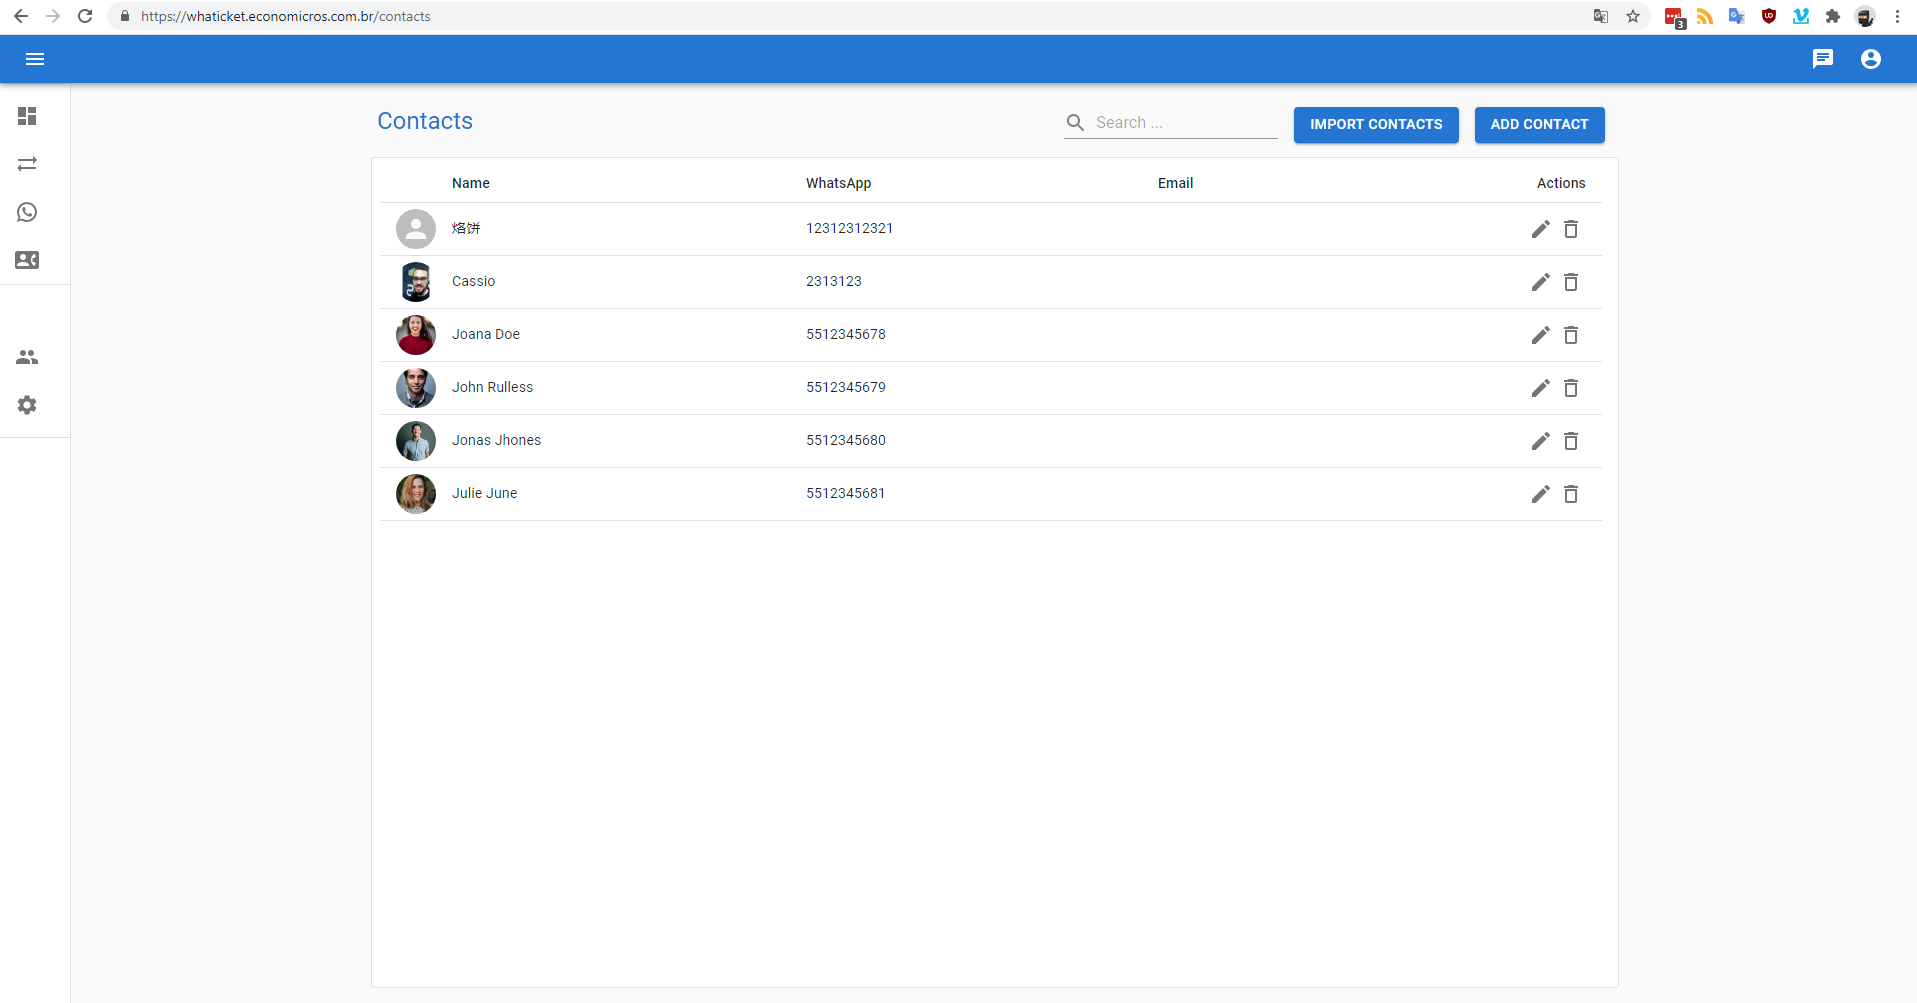 https://whaticket.economicros.com.br/contacts
3
Contacts
Search ...
IMPORT CONTACTS
ADD CONTACT
Name WhatsApp Email Actions
烙饼 12312312321
Cassio 2313123
Joana Doe 5512345678
John Rulless 5512345679
Jonas Jhones 5512345680
Julie June 5512345681